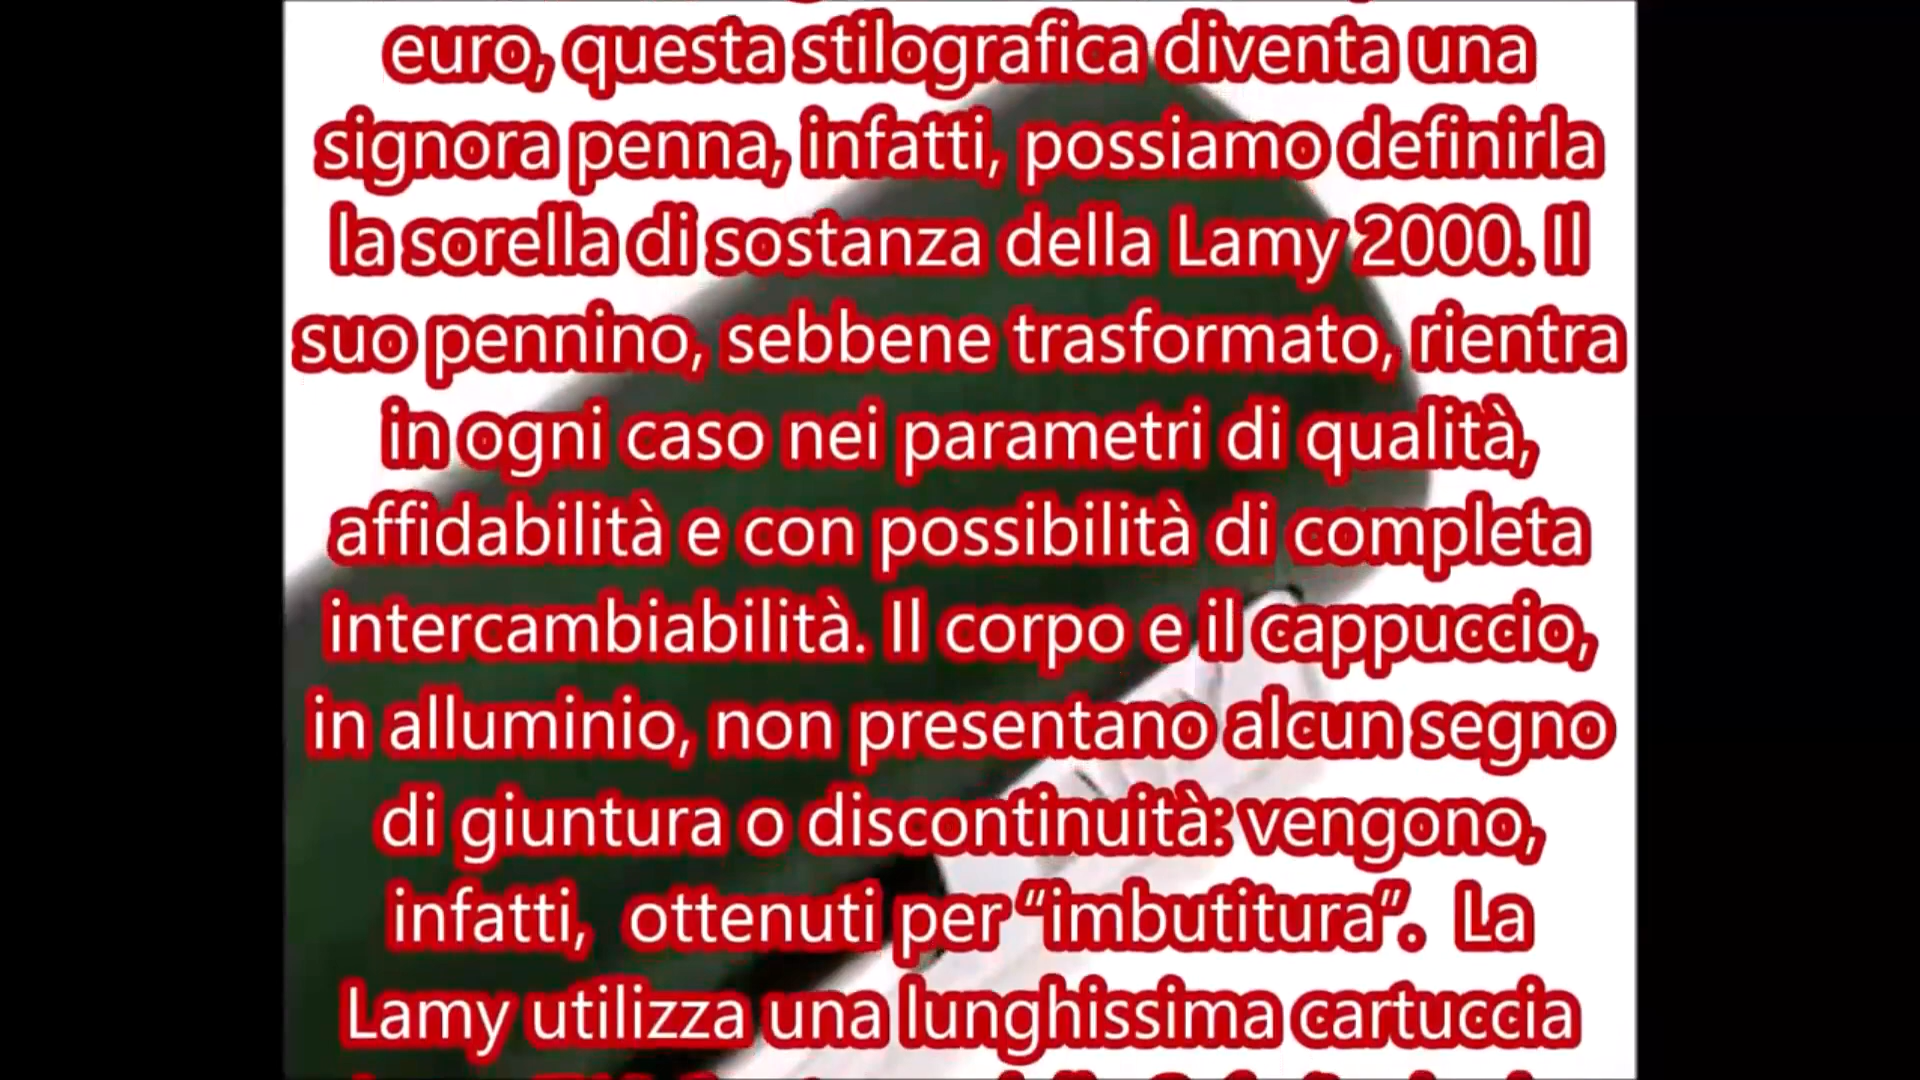 euro, questa stilografica diventa una
signora penna, infatti, possiamo definirla
la sorella di sostanza della Lamy 2000. Il
suo pennino, sebbene trasformato, rientra
in ogni caso nei parametri di qualità,
affidabilità e con possibilità di completa
intercambiabilità. Il corpo e il cappuccio,
in alluminio, non presentano alcun segno
di giuntura o discontinuità: vengono,
infatti,  ottenuti per “imbutitura”.  La
Lamy utilizza una lunghissima cartuccia